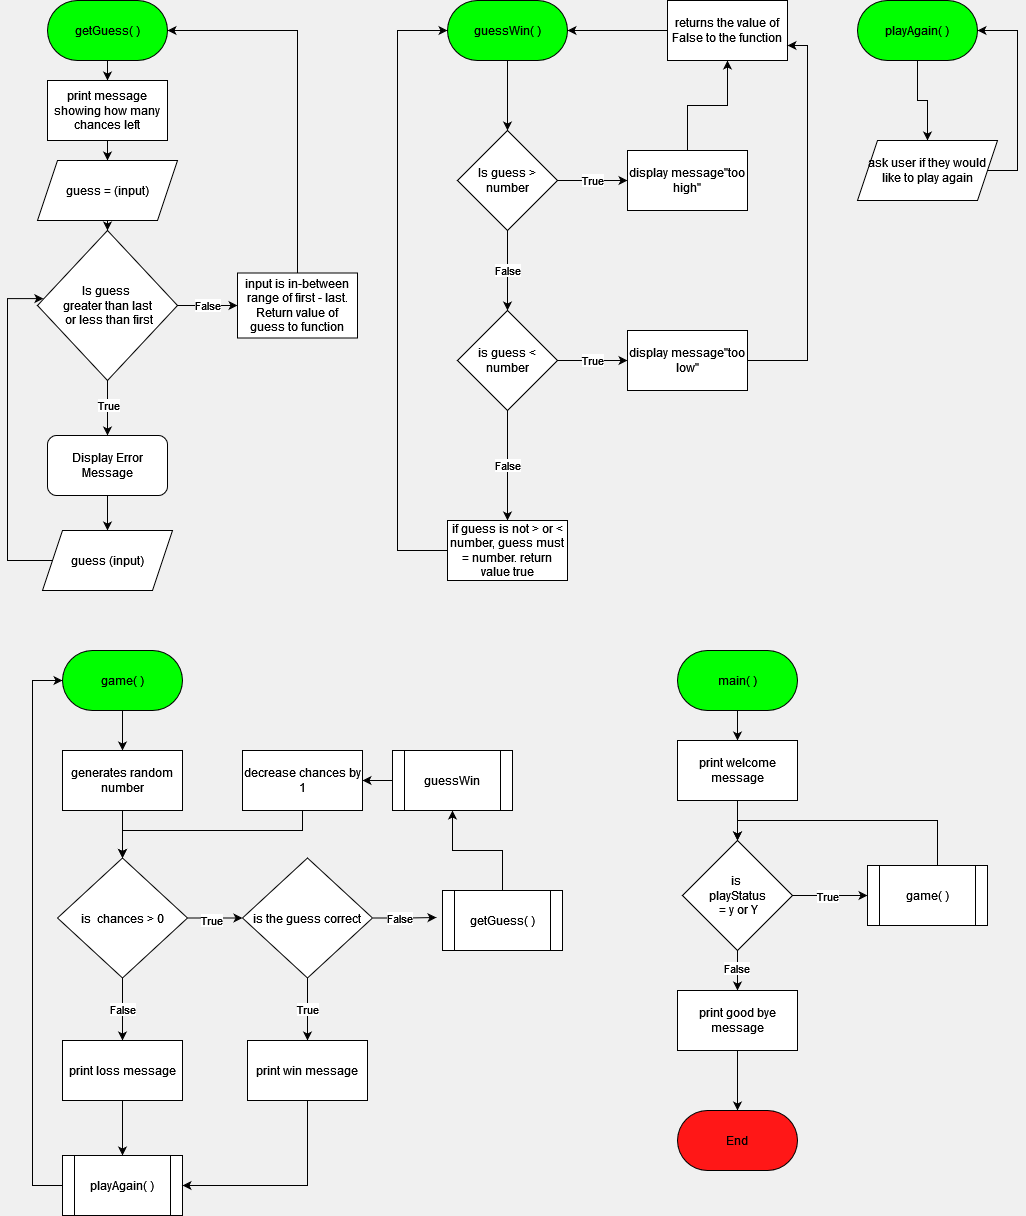 getGuess( )
print message
showing how many
chances left
guess = (input)
Is guess
greater than last
or less than first
False
input is in-between
range of first - last.
Return value of
guess to function
True
Display Error
Message
guess (input)
guessWin( )
returns the value of
False to the function
Is guess >
number
True
display message"too
high"
False
is guess <
number
True
display message"too
low"
False
if guess is not > or <
number, guess must
= number. return
value true
playAgain( )
ask user if they would
like to play again
game( )
generates random
number
decrease chances by
1
guessWin
is  chances > 0
True
is the guess correct
False
getGuess( )
False
True
print loss message
print win message
playAgain( )
main( )
print welcome
message
is
playStatus
= y or Y
True
game( )
False
print good bye
message
End